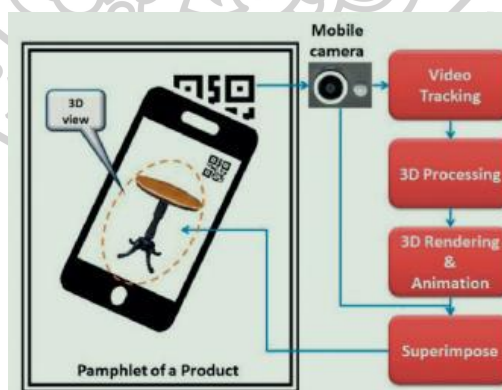 Mobile
camera
3D
view
Video
Tracking
3D Processing
3D Rendering
&
Animation
Superimpose
Pamphlet of a Product